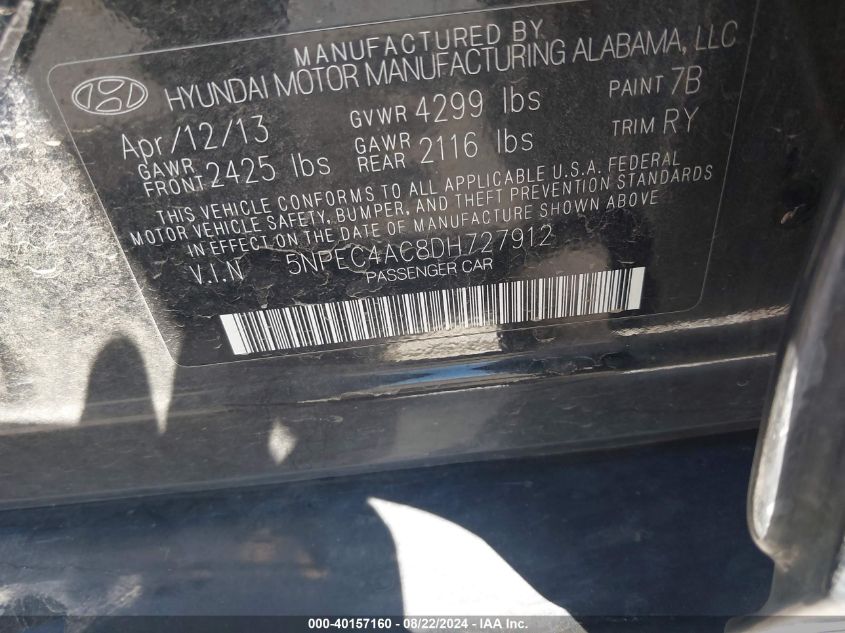 MANUFACTURED BY
HYUNDAI MOTOR MANUFACTURING ALABAMA, LLC
Apr/12/13 GVWR 4299 lbs PAINT 7B
GAWR FRONT 2425 lbs GAWR REAR 2116 lbs TRIM RY
THIS VEHICLE CONFORMS TO ALL APPLICABLE U.S.A. FEDERAL
MOTOR VEHICLE SAFETY, BUMPER, AND THEFT PREVENTION STANDARDS
IN EFFECT ON THE DATE OF MANUFACTURE SHOWN ABOVE
V.I.N 5NPEC4AC8DH727912
PASSENGER CAR
000-40157160 - 08/22/2024 - IAA Inc.